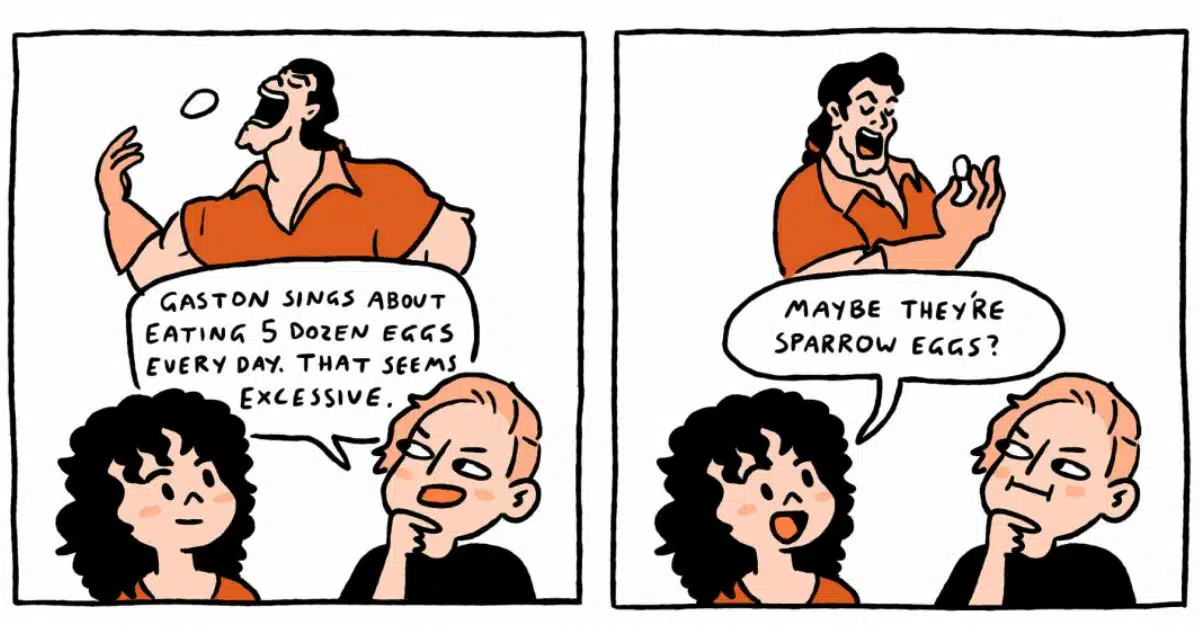 GASTON SINGS ABOUT
EATING 5 DOZEN EGGS
EVERY DAY. THAT SEEMS
EXCESSIVE.
MAYBE THEY'RE
SPARROW EGGS?